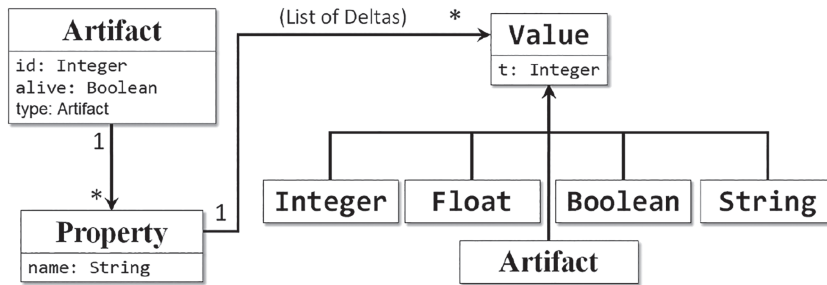 Artifact
id: Integer
alive: Boolean
type: Artifact
(List of Deltas)
*
Value
t: Integer
1
*
1
Property
name: String
Integer
Float
Boolean
String
Artifact